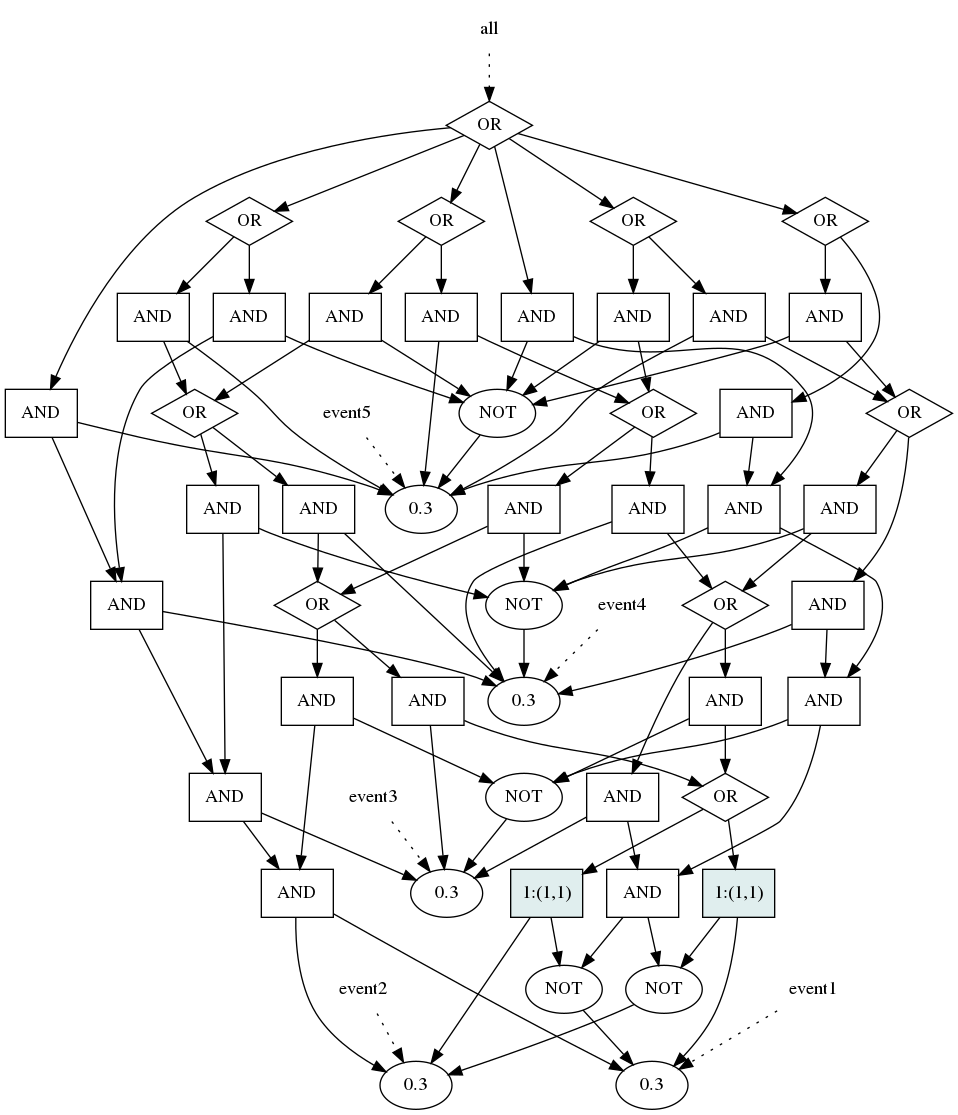 all
OR
OR
OR
OR
OR
AND
AND
AND
AND
AND
AND
AND
AND
AND
OR
event5
NOT
OR
AND
OR
AND
AND
0.3
AND
AND
AND
AND
AND
OR
NOT
event4
OR
AND
AND
AND
0.3
AND
AND
AND
event3
NOT
AND
OR
AND
0.3
1:(1,1)
AND
1:(1,1)
event2
NOT
NOT
event1
0.3
0.3